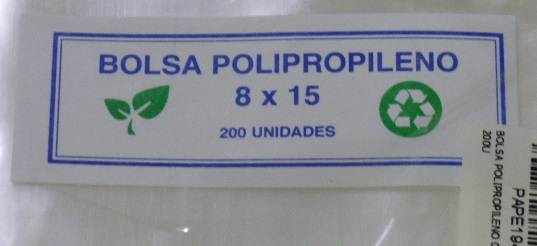 BOLSA POLIPROPILENO
8 x 15
200 UNIDADES
BOLSA POLIPROPILENO
200U
PAPE19